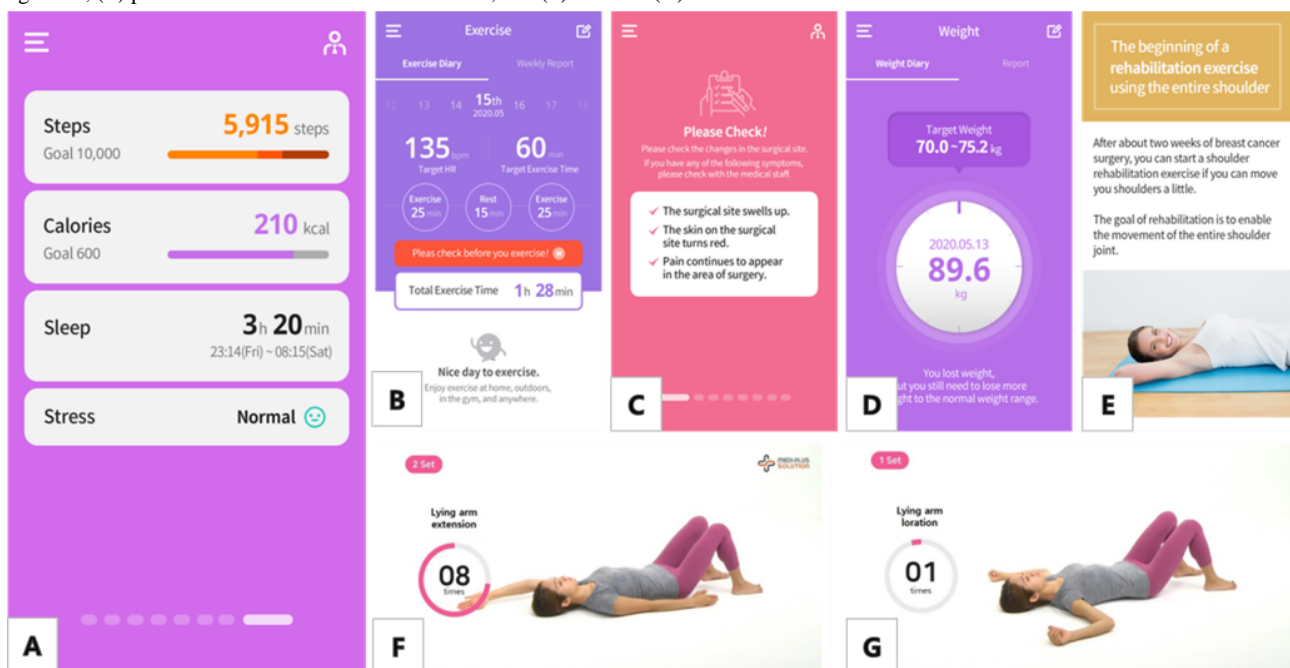 Steps
5,915 steps
Goal 10,000
Calories
210 kcal
Goal 600
Sleep
3h 20min
23:14(Fri) ~ 08:15(Sat)
Stress
Normal
A
Exercise
Exercise Diary
Weekly Report
12 13 14 15th 16 17 18
2020.05
135 bpm
60 min
Target HR
Target Exercise Time
Exercise
25 min
Rest
15 min
Exercise
25 min
Pleas check before you exercise!
Total Exercise Time 1h 28min
Nice day to exercise.
Enjoy exercise at home, outdoors,
in the gym, and anywhere.
B
Please Check!
Please check the changes in the surgical site.
If you have any of the following symptoms,
please check with the medical staff.
The surgical site swells up.
The skin on the surgical
site turns red.
Pain continues to appear
in the area of surgery.
C
Weight
Weight Diary
Report
Target Weight
70.0~75.2 kg
2020.05.13
89.6
kg
You lost weight,
ut you still need to lose more
ght to the normal weight range.
D
The beginning of a
rehabilitation exercise
using the entire shoulder
After about two weeks of breast cancer
surgery, you can start a shoulder
rehabilitation exercise if you can move
you shoulders a little.
The goal of rehabilitation is to enable
the movement of the entire shoulder
joint.
E
2 Set
MEDI PLUS
SOLUTION
Lying arm
extension
08
times
F
1 Set
Lying arm
loration
01
times
G